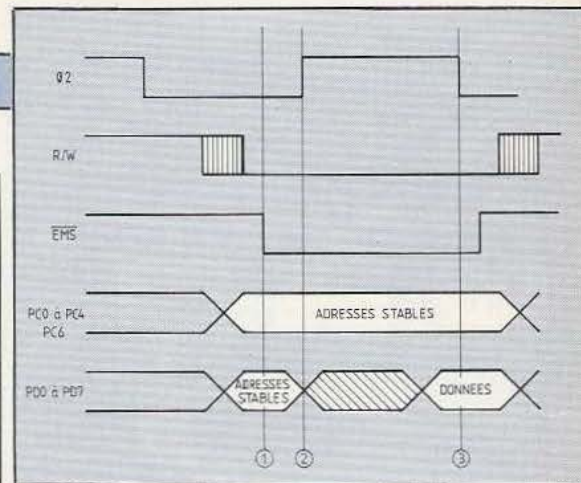 Ø2
R/W
EMS
PC0 à PC4
PC6
ADRESSES STABLES
PD0 à PD7
ADRESSES
STABLES
DONNEES
① ② ③